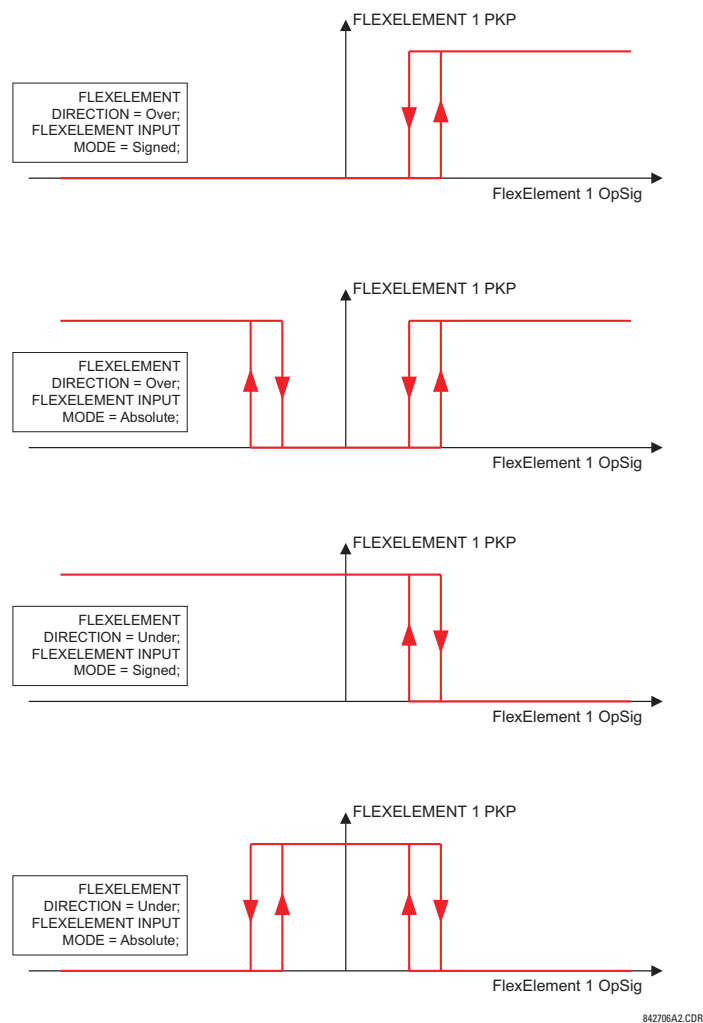 FLEXELEMENT 1 PKP
FLEXELEMENT
DIRECTION = Over;
FLEXELEMENT INPUT
MODE = Signed;
FlexElement 1 OpSig
FLEXELEMENT 1 PKP
FLEXELEMENT
DIRECTION = Over;
FLEXELEMENT INPUT
MODE = Absolute;
FlexElement 1 OpSig
FLEXELEMENT 1 PKP
FLEXELEMENT
DIRECTION = Under;
FLEXELEMENT INPUT
MODE = Signed;
FlexElement 1 OpSig
FLEXELEMENT 1 PKP
FLEXELEMENT
DIRECTION = Under;
FLEXELEMENT INPUT
MODE = Absolute;
FlexElement 1 OpSig
842706A2.CDR